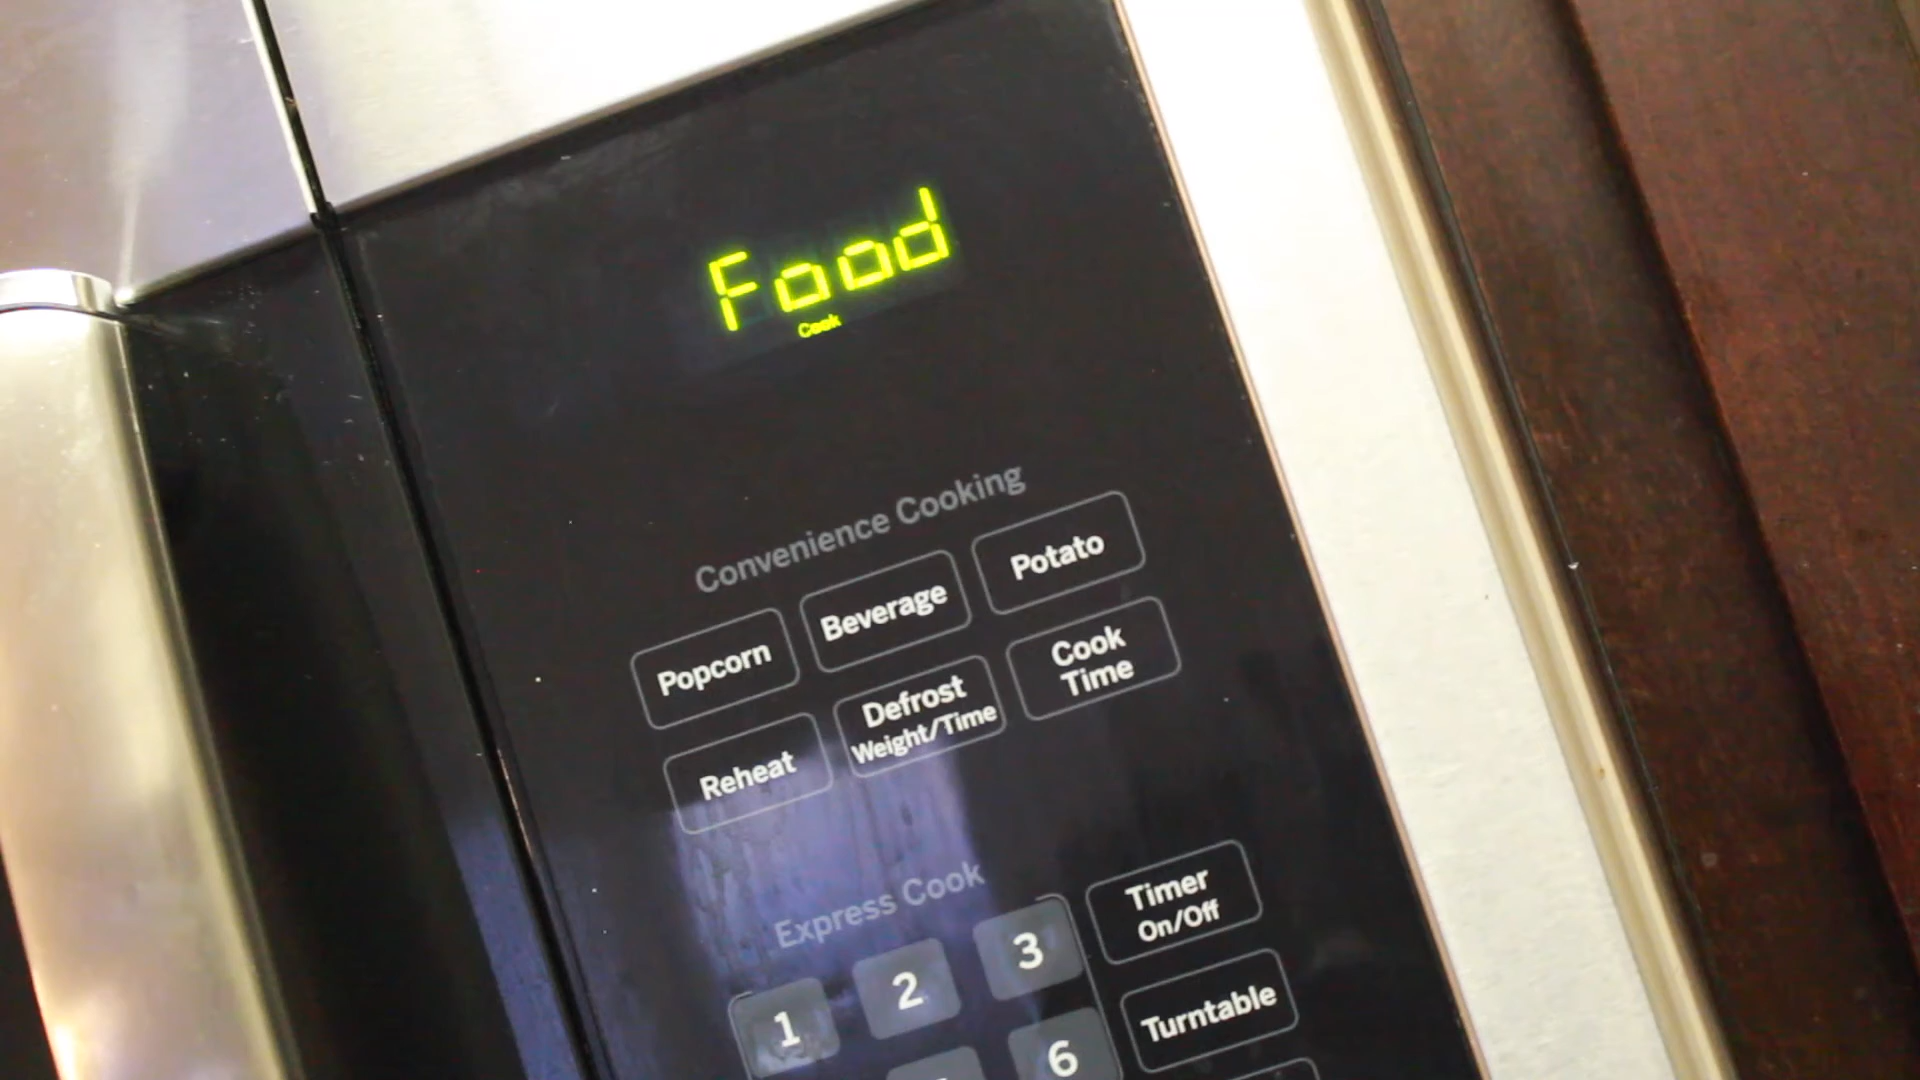 Food
Cook
Convenience Cooking
Popcorn Beverage Potato
Reheat Defrost Weight/Time Cook Time
Express Cook
1 2 3 Timer On/Off
6 Turntable